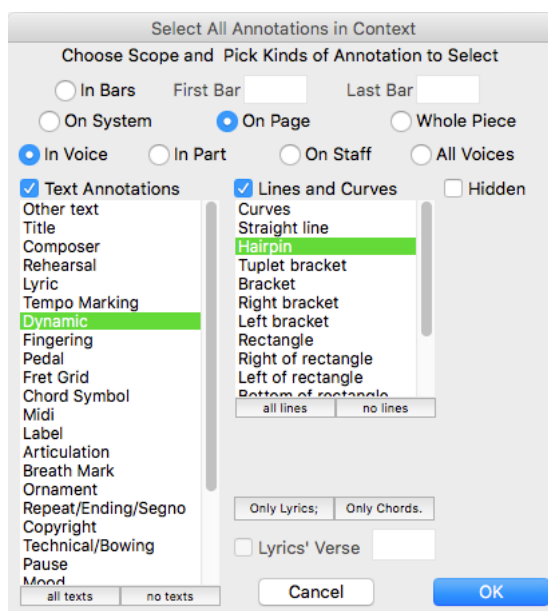 Select All Annotations in Context
Choose Scope and Pick Kinds of Annotation to Select
In Bars First Bar Last Bar
On System On Page Whole Piece
In Voice In Part On Staff All Voices
Text Annotations
Other text
Title
Composer
Rehearsal
Lyric
Tempo Marking
Dynamic
Fingering
Pedal
Fret Grid
Chord Symbol
Midi
Label
Articulation
Breath Mark
Ornament
Repeat/Ending/Segno
Copyright
Technical/Bowing
Pause
Mood
all texts no texts
Lines and Curves
Curves
Straight line
Hairpin
Tuplet bracket
Bracket
Right bracket
Left bracket
Rectangle
Right of rectangle
Left of rectangle
Bottom of rectangle
all lines no lines
Hidden
Only Lyrics; Only Chords.
Lyrics' Verse
Cancel OK